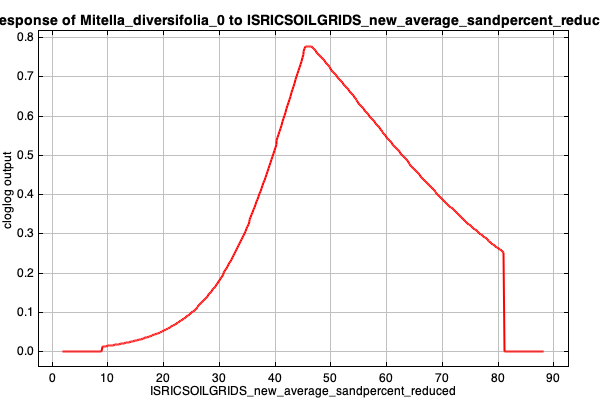 esponse of Mitella_diversifolia_0 to ISRICSOILGRIDS_new_average_sandpercent_reduc
cloglog output
0.8
0.7
0.6
0.5
0.4
0.3
0.2
0.1
0.0
0 10 20 30 40 50 60 70 80 90
ISRICSOILGRIDS_new_average_sandpercent_reduced